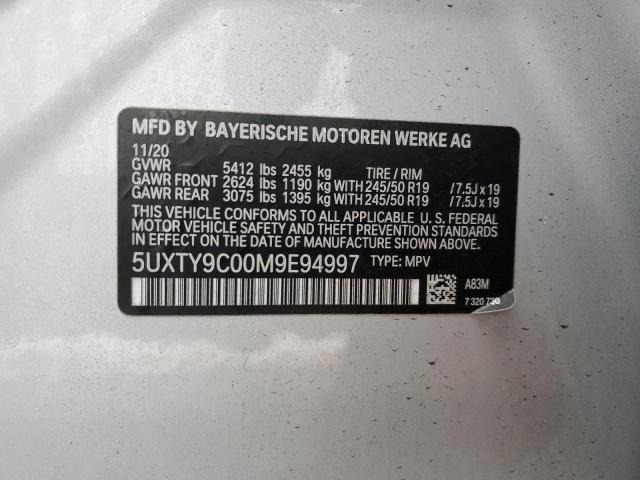 MFD BY BAYERISCHE MOTOREN WERKE AG
11/20
GVWR 5412 lbs 2455 kg TIRE / RIM
GAWR FRONT 2624 lbs 1190 kg WITH 245/50 R19 /7.5J x 19
GAWR REAR 3075 lbs 1395 kg WITH 245/50 R19 /7.5J x 19
THIS VEHICLE CONFORMS TO ALL APPLICABLE U. S. FEDERAL
MOTOR VEHICLE SAFETY AND THEFT PREVENTION STANDARDS
IN EFFECT ON THE DATE OF MANUFACTURE SHOWN ABOVE.
5UXTY9C00M9E94997 TYPE: MPV
A83M
7 320 730